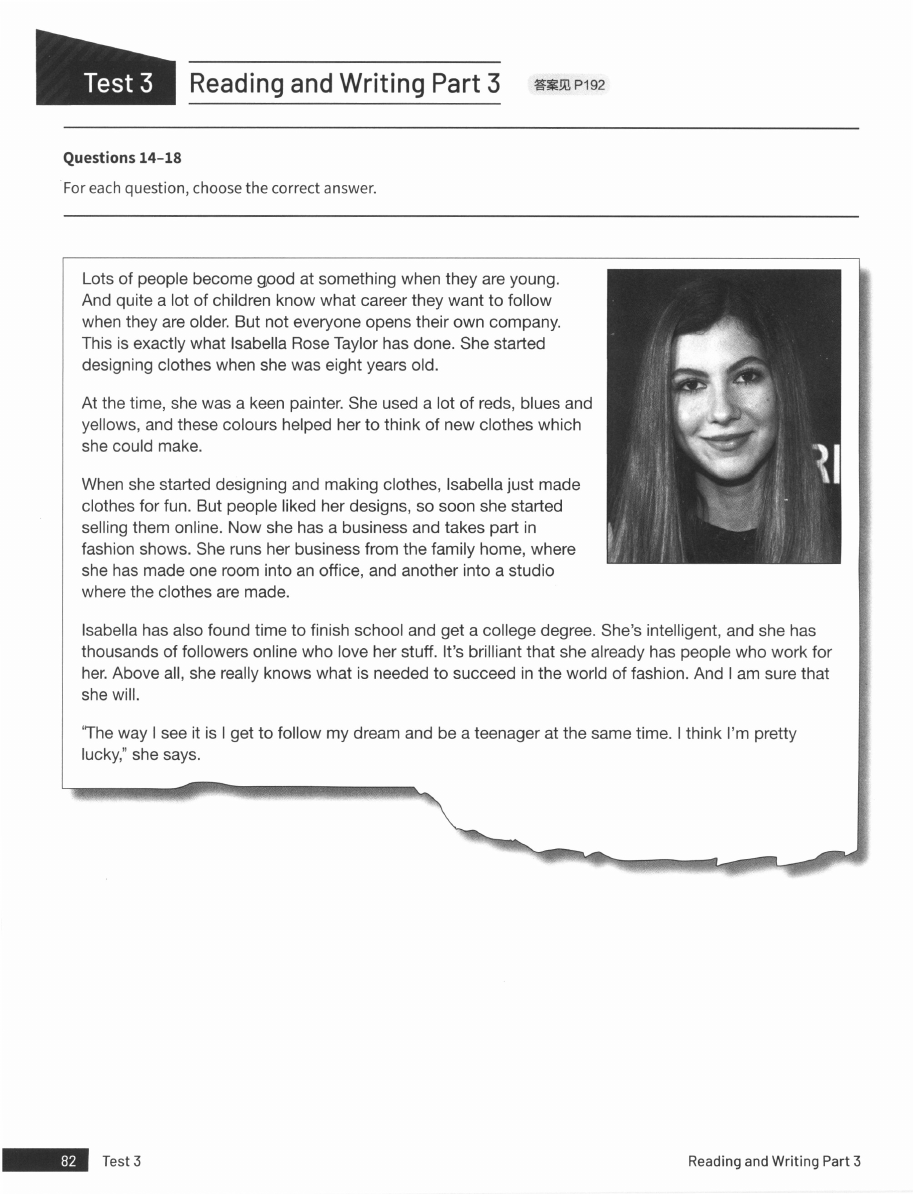 Test 3
Reading and Writing Part 3
答案见 P192
Questions 14–18
For each question, choose the correct answer.
Lots of people become good at something when they are young.
And quite a lot of children know what career they want to follow
when they are older. But not everyone opens their own company.
This is exactly what Isabella Rose Taylor has done. She started
designing clothes when she was eight years old.
At the time, she was a keen painter. She used a lot of reds, blues and
yellows, and these colours helped her to think of new clothes which
she could make.
When she started designing and making clothes, Isabella just made
clothes for fun. But people liked her designs, so soon she started
selling them online. Now she has a business and takes part in
fashion shows. She runs her business from the family home, where
she has made one room into an office, and another into a studio
where the clothes are made.
RI
Isabella has also found time to finish school and get a college degree. She's intelligent, and she has
thousands of followers online who love her stuff. It's brilliant that she already has people who work for
her. Above all, she really knows what is needed to succeed in the world of fashion. And I am sure that
she will.
"The way I see it is I get to follow my dream and be a teenager at the same time. I think I'm pretty
lucky," she says.
82 Test 3
Reading and Writing Part 3